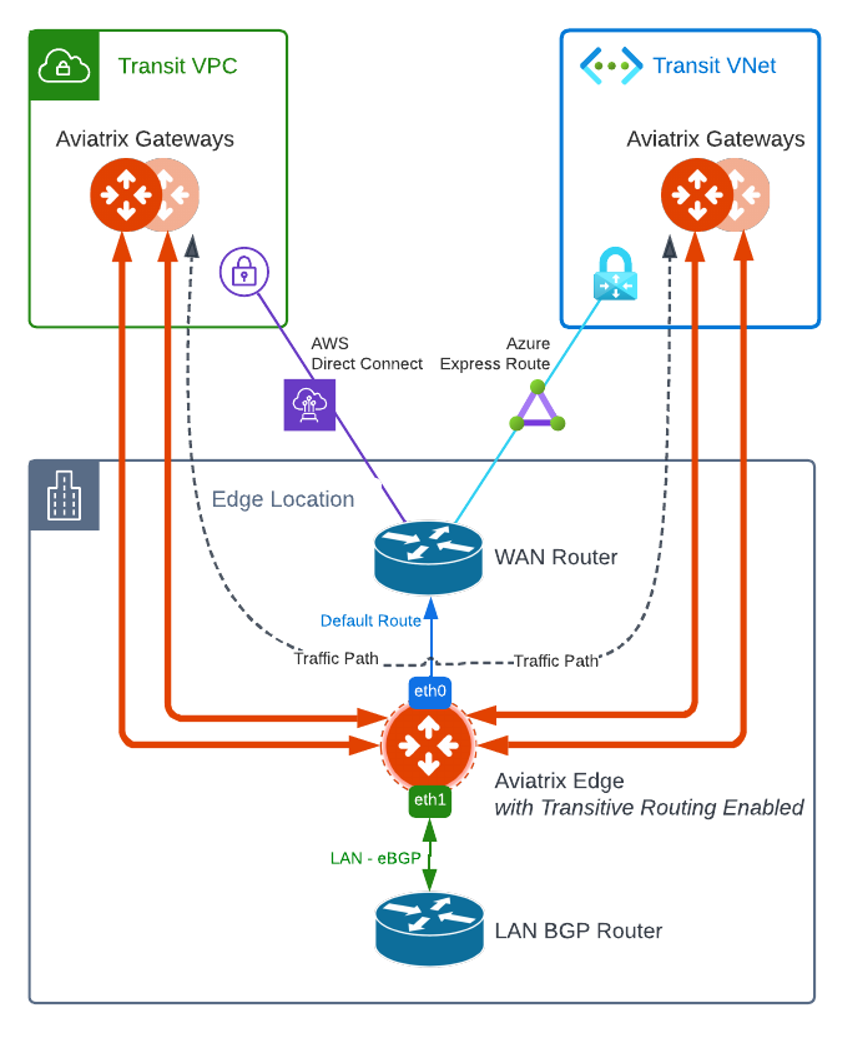 Transit VPC
Transit VNet
Aviatrix Gateways
Aviatrix Gateways
AWS
Direct Connect
Azure
Express Route
Edge Location
WAN Router
Default Route
Traffic Path
Traffic Path
eth0
Aviatrix Edge
with Transitive Routing Enabled
eth1
LAN - eBGP
LAN BGP Router